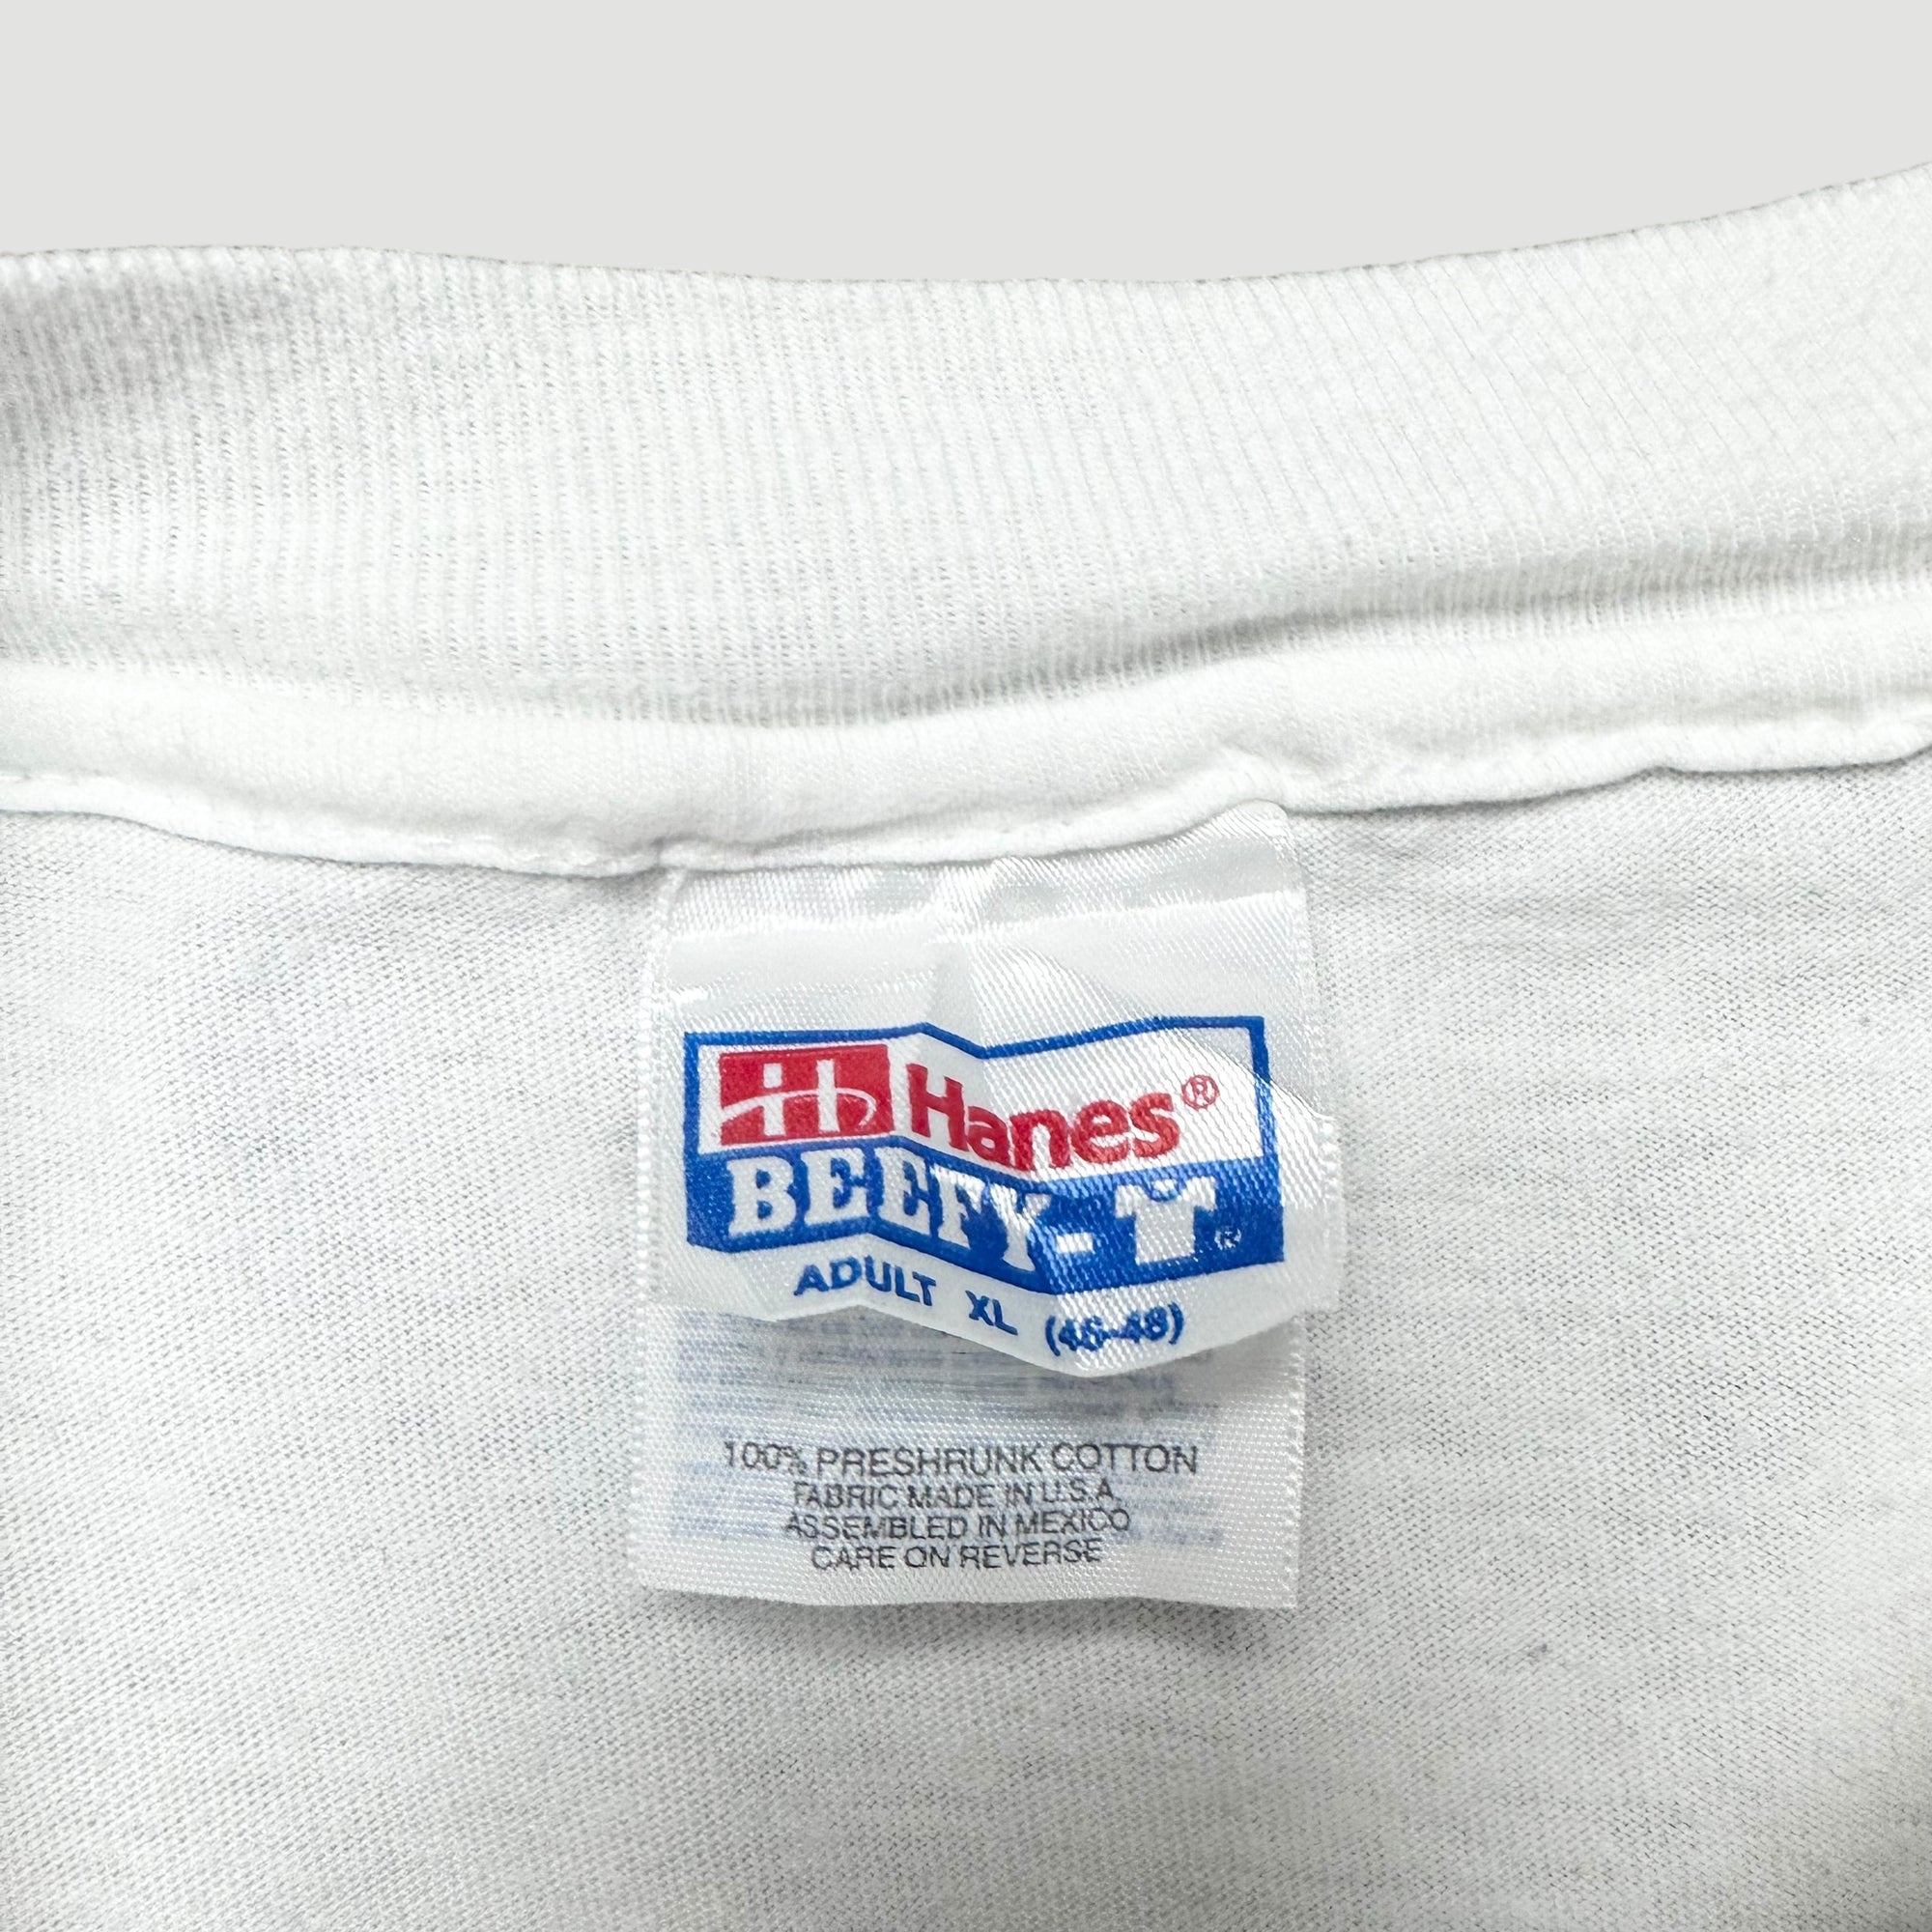 H Hanes®
BEEFY-T®
ADULT XL (46-48)
100% PRESHRUNK COTTON
FABRIC MADE IN U.S.A.
ASSEMBLED IN MEXICO
CARE ON REVERSE